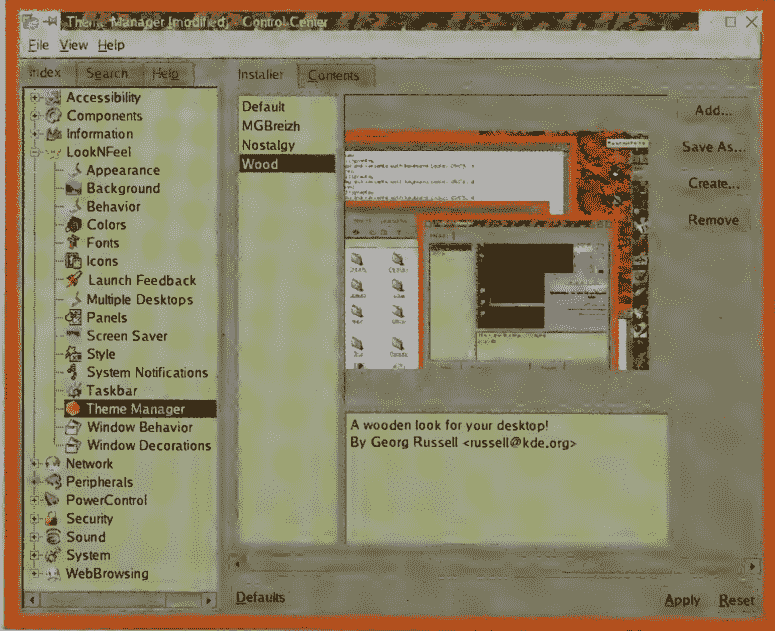 Theme Manager [modified] - Control Center
File View Help
Index Search Help
Accessibility
Components
Information
LookNFeel
Appearance
Background
Behavior
Colors
Fonts
Icons
Launch Feedback
Multiple Desktops
Panels
Screen Saver
Style
System Notifications
Taskbar
Theme Manager
Window Behavior
Window Decorations
Network
Peripherals
PowerControl
Security
Sound
System
WebBrowsing
Installer Contents
Default
MGBreizh
Nostalgy
Wood
Add...
Save As...
Create...
Remove
A wooden look for your desktop!
By Georg Russell <russell@kde.org>
Defaults
Apply Reset